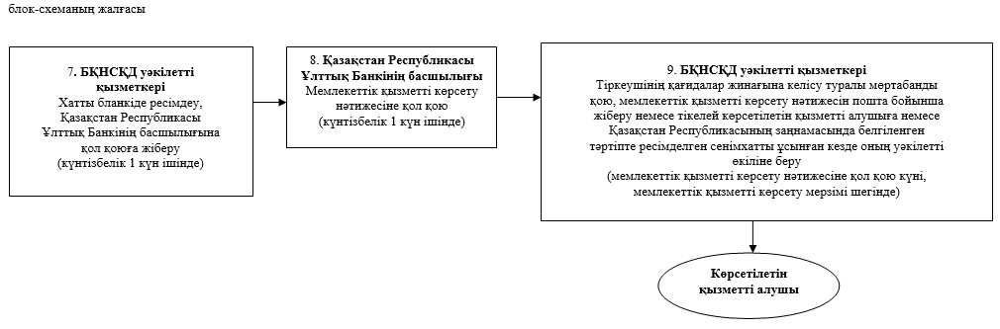 блок-схеманың жалғасы
7. БҚНСҚД уәкілетті
қызметкері
Хатты бланкіде ресімдеу,
Қазақстан Республикасы
Ұлттық Банкінің басшылығына
қол қоюға жіберу
(күнтізбелік 1 күн ішінде)
8. Қазақстан Республикасы
Ұлттық Банкінің басшылығы
Мемлекеттік қызметті көрсету
нәтижесіне қол қою
(күнтізбелік 1 күн ішінде)
9. БҚНСҚД уәкілетті қызметкері
Тіркеушінің қағидалар жинағына келісу туралы мөртабанды
қою, мемлекеттік қызметті көрсету нәтижесін пошта бойынша
жіберу немесе тікелей көрсетілетін қызметті алушыға немесе
Қазақстан Республикасының заңнамасында белгіленген
тәртіпте ресімделген сенімхатты ұсынған кезде оның уәкілетті
өкіліне беру
(мемлекеттік қызметті көрсету нәтижесіне қол қою күні,
мемлекеттік қызметті көрсету мерзімі шегінде)
Көрсетілетін
қызметті алушы